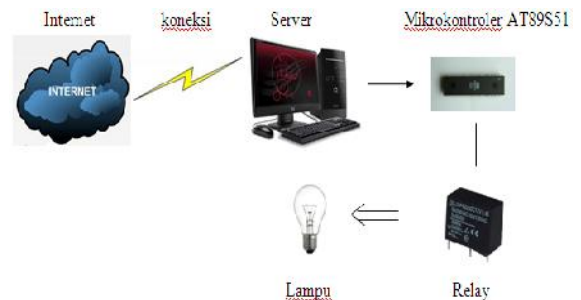 Internet
koneksi
Server
Mikrokontroler AT89S51
INTERNET
Lampu
Relay